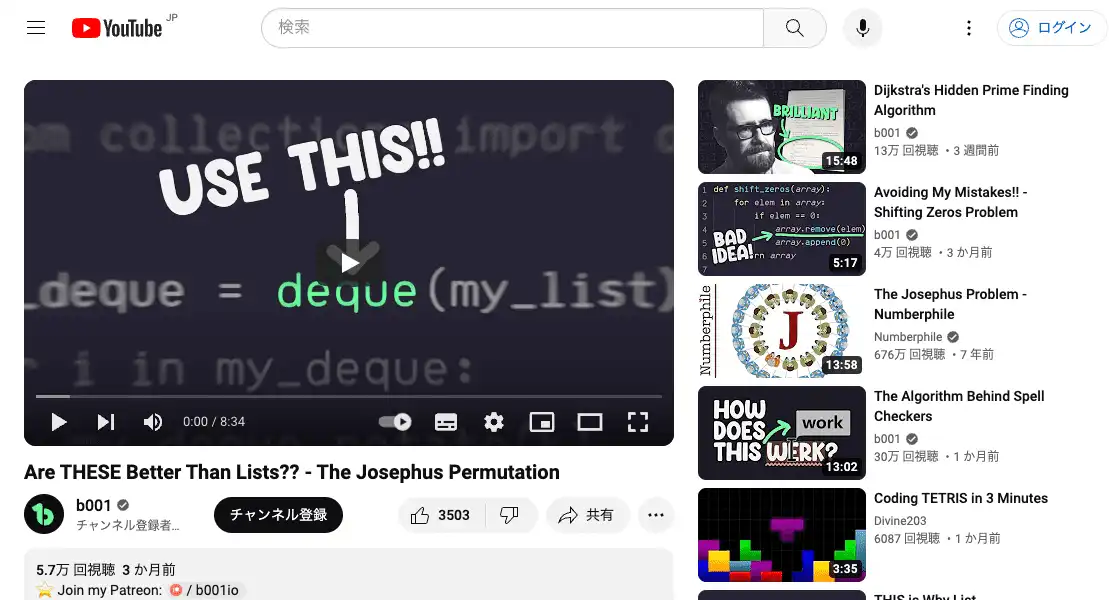 YouTube JP
検索
ログイン
om collection import d
USE THIS!!
_deque = deque(my_list)
r i in my_deque:
0:00 / 8:34
Are THESE Better Than Lists?? - The Josephus Permutation
b001
チャンネル登録者…
チャンネル登録
3503
共有
5.7万 回視聴 3 か月前
⭐ Join my Patreon: / b001io
BRILLIANT
15:48
Dijkstra's Hidden Prime Finding
Algorithm
b001
13万 回視聴 ・3 週間前
1 def shift_zeros(array):
2 for elem in array:
3 if elem == 0:
4 array.remove(elem)
5 array.append(0)
6 rn array
7
BAD
IDEA!
5:17
Avoiding My Mistakes!! -
Shifting Zeros Problem
b001
4万 回視聴 ・3 か月前
Numberphile
J
13:58
The Josephus Problem -
Numberphile
Numberphile
676万 回視聴 ・7 年前
HOW
DOES
THIS WERK?
work
13:02
The Algorithm Behind Spell
Checkers
b001
30万 回視聴 ・1 か月前
3:35
Coding TETRIS in 3 Minutes
Divine203
6087 回視聴 ・1 か月前
THIS is Why List